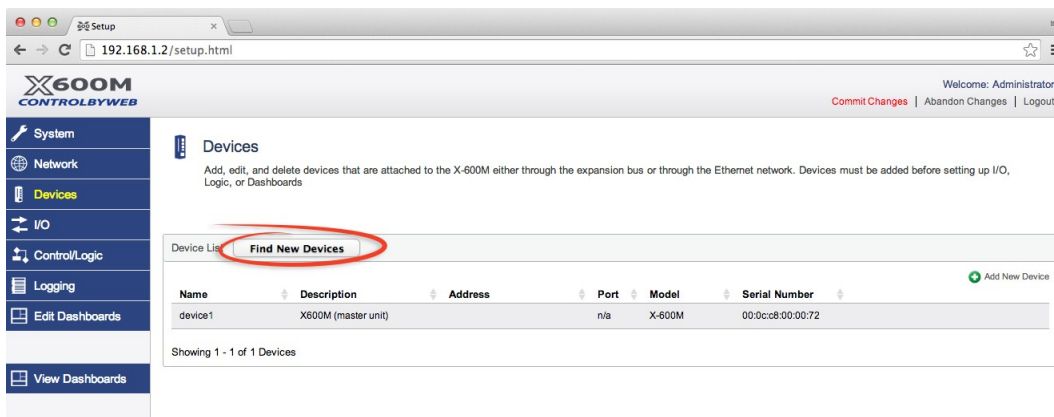 Setup
192.168.1.2/setup.html
X600M
CONTROLBYWEB
Welcome: Administrator
Commit Changes | Abandon Changes | Logout
System
Network
Devices
I/O
Control/Logic
Logging
Edit Dashboards
View Dashboards
Devices
Add, edit, and delete devices that are attached to the X-600M either through the expansion bus or through the Ethernet network. Devices must be added before setting up I/O,
Logic, or Dashboards
Device List Find New Devices
Add New Device
Name Description Address Port Model Serial Number
device1 X600M (master unit) n/a X-600M 00:0c:c8:00:00:72
Showing 1 - 1 of 1 Devices